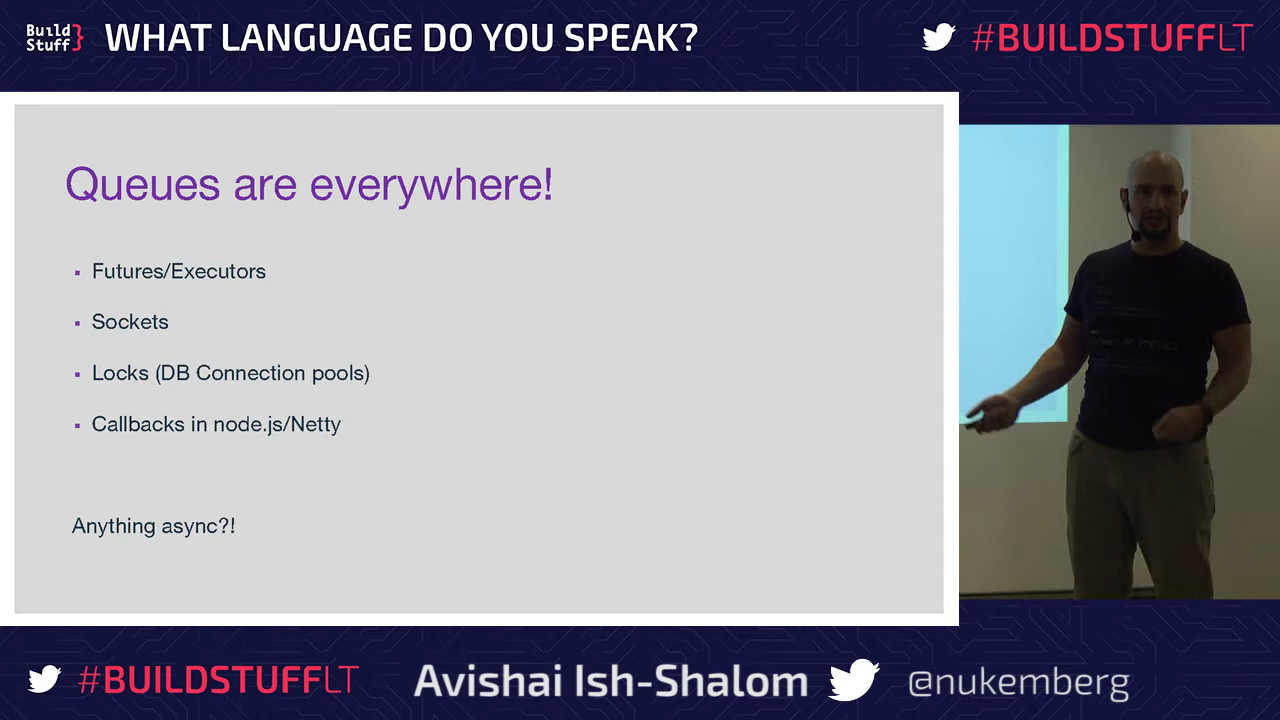 Build
Stuff}
WHAT LANGUAGE DO YOU SPEAK?
#BUILDSTUFFLT
Queues are everywhere!
Futures/Executors
Sockets
Locks (DB Connection pools)
Callbacks in node.js/Netty
Anything async?!
#BUILDSTUFFLT
Avishai Ish-Shalom
@nukemberg